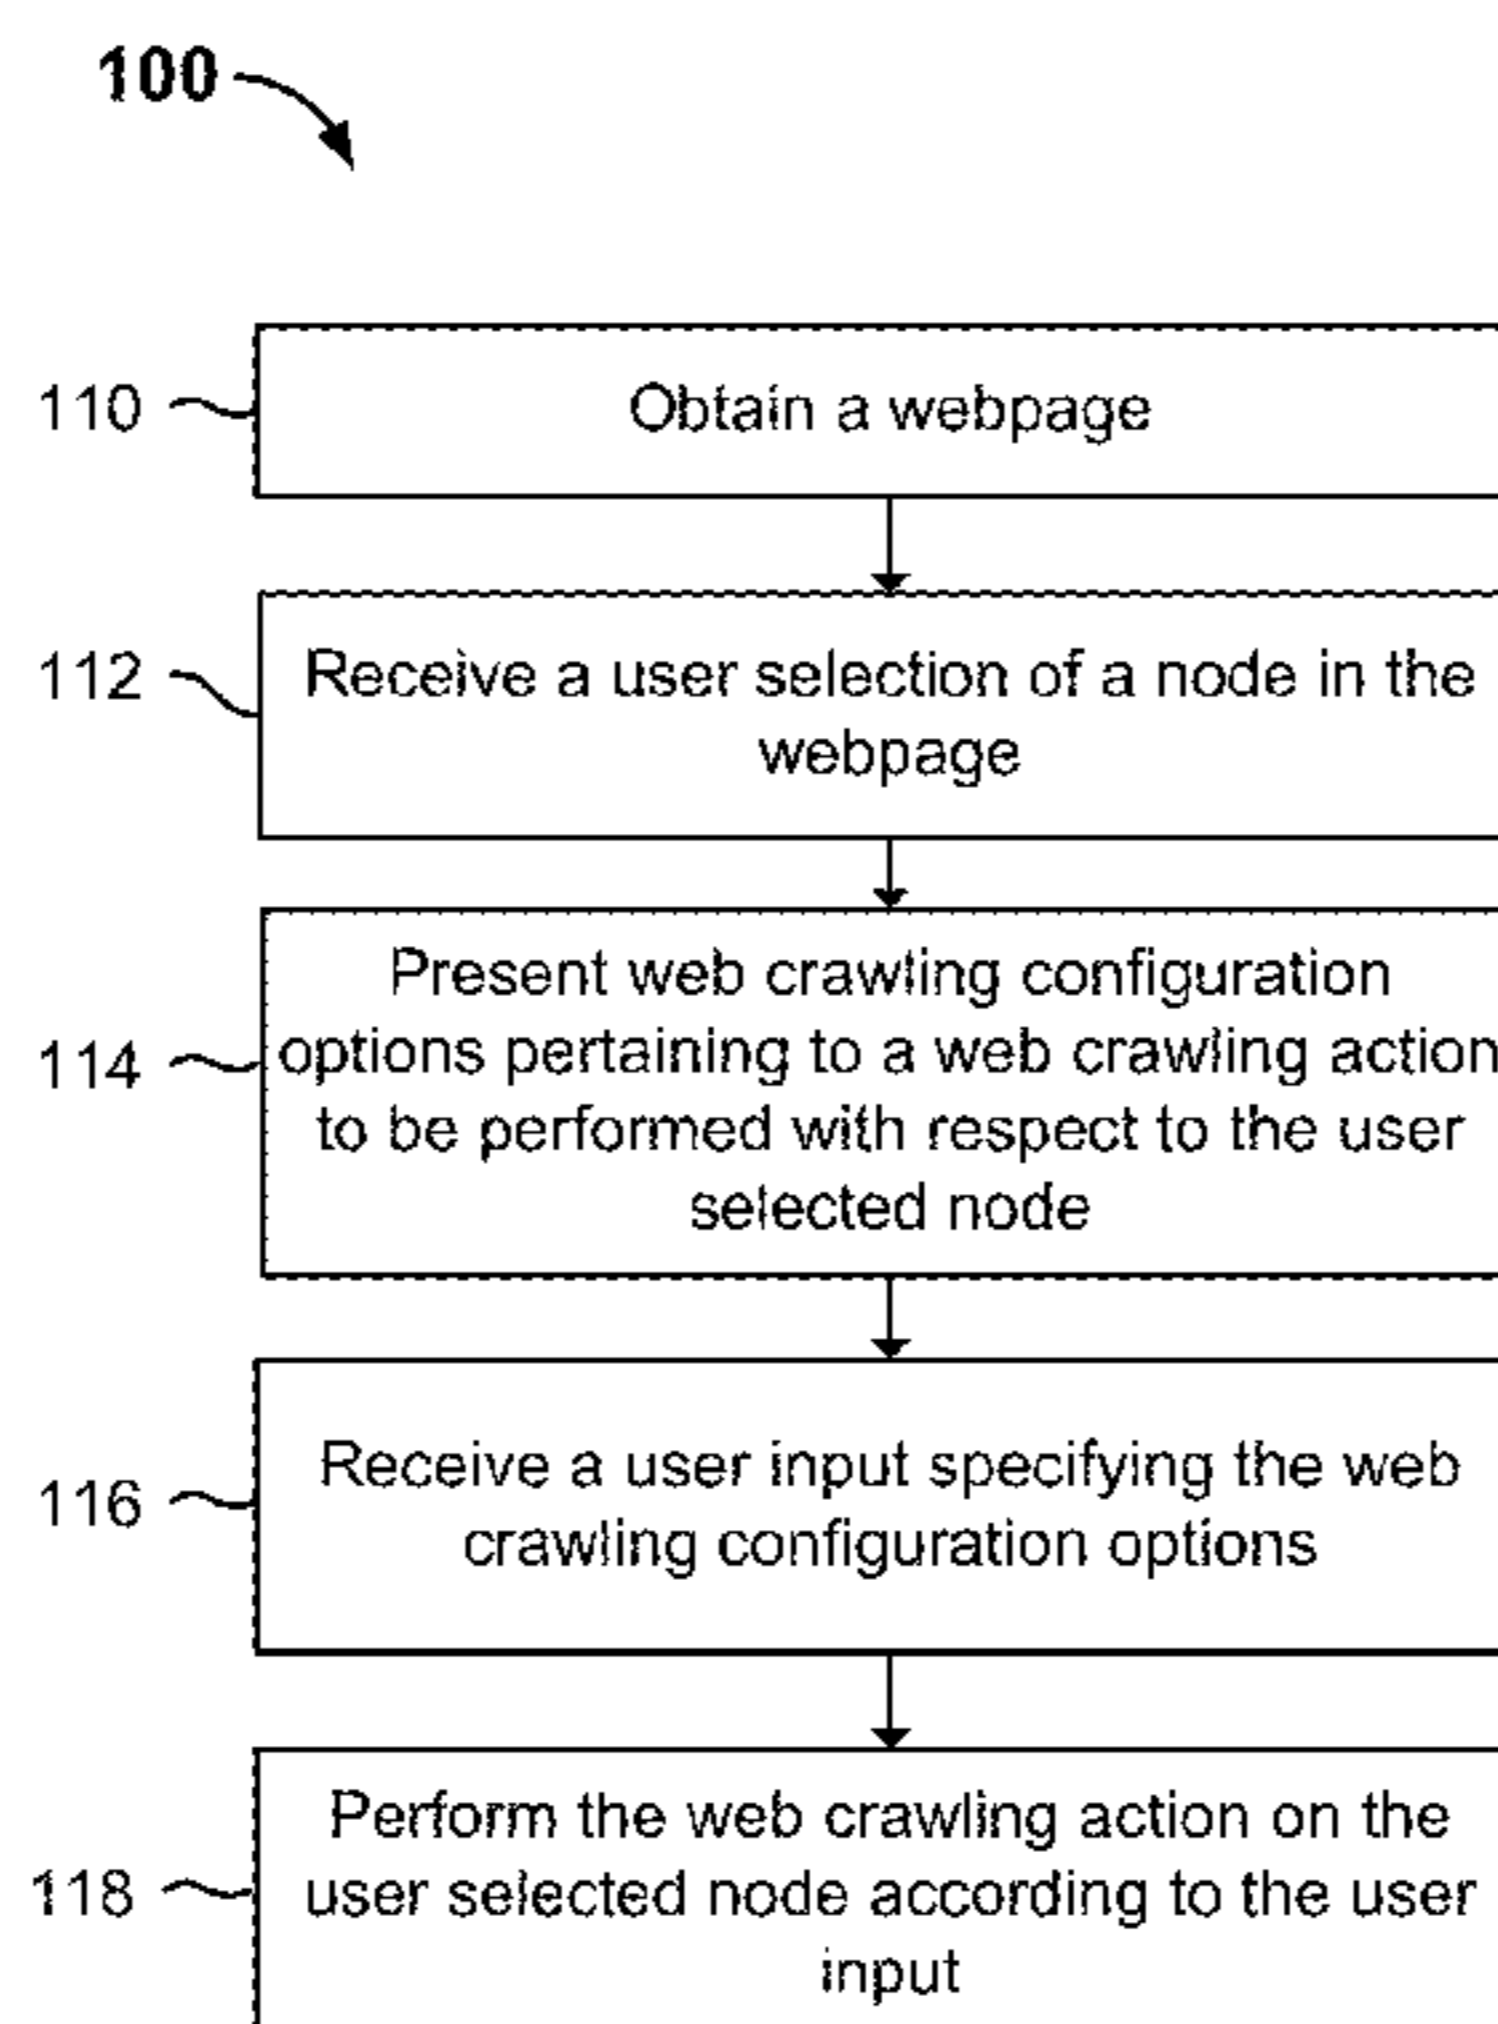 100
110
Obtain a webpage
112
Receive a user selection of a node in the
webpage
Present web crawling configuration
114
options pertaining to a web crawling action
to be performed with respect to the user
selected node
116
Receive a user input specifying the web
crawling configuration options
Perform the web crawling action on the
118
user selected node according to the user
input